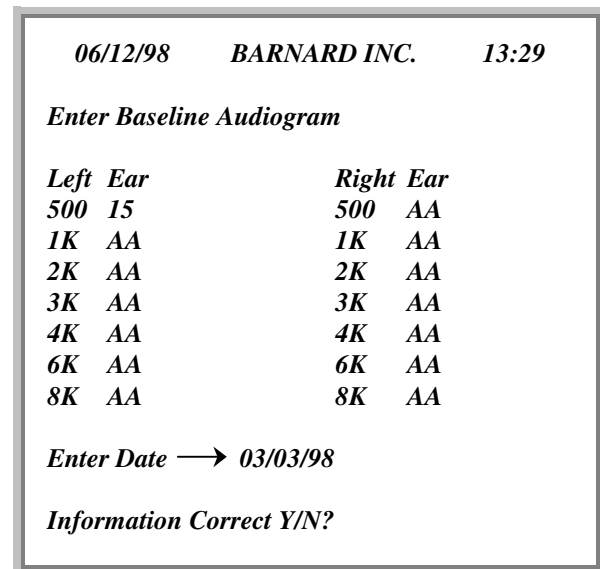 06/12/98 BARNARD INC. 13:29
Enter Baseline Audiogram
Left Ear Right Ear
500 15 500 AA
1K AA 1K AA
2K AA 2K AA
3K AA 3K AA
4K AA 4K AA
6K AA 6K AA
8K AA 8K AA
Enter Date → 03/03/98
Information Correct Y/N?